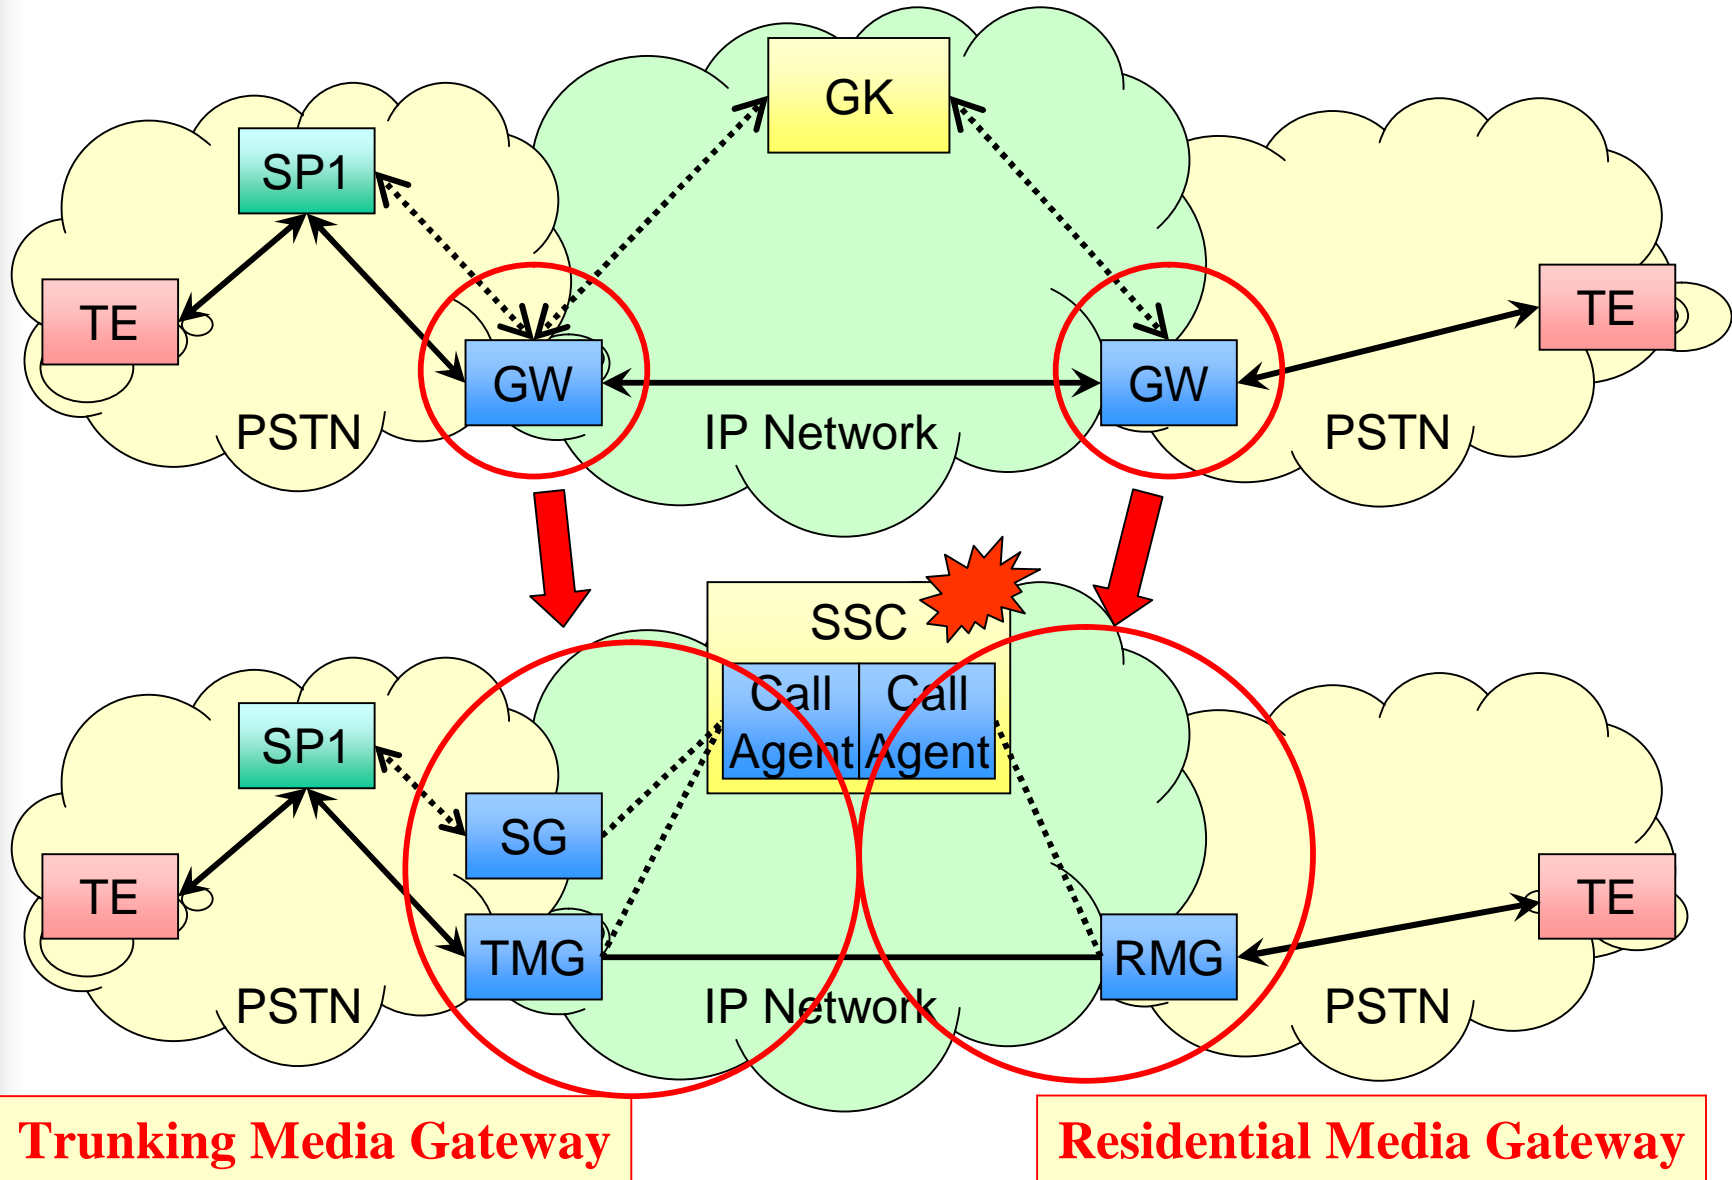 GK
SP1
TE
TE
GW
GW
PSTN
IP Network
PSTN
SSC
Call
Agent
Call
Agent
SP1
SG
TE
TE
TMG
RMG
PSTN
IP Network
PSTN
Trunking Media Gateway
Residential Media Gateway